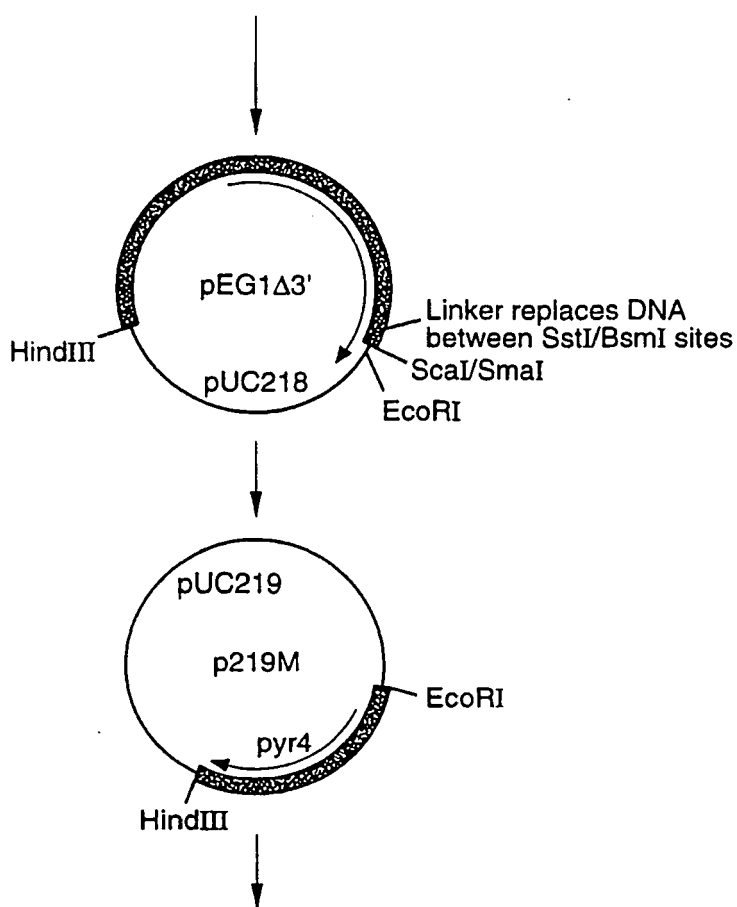 pEG1Δ3'
HindIII
pUC218
Linker replaces DNA
between SstI/BsmI sites
ScaI/SmaI
EcoRI
pUC219
p219M
EcoRI
pyr4
HindIII